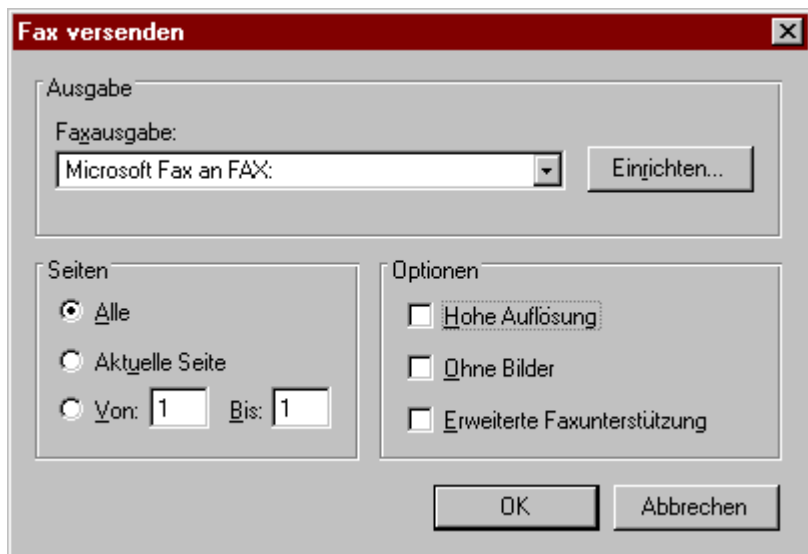 Fax versenden
Ausgabe
Faxausgabe:
Microsoft Fax an FAX:
Einrichten...
Seiten
Alle
Aktuelle Seite
Von: 1 Bis: 1
Optionen
Hohe Auflösung
Ohne Bilder
Erweiterte Faxunterstützung
OK
Abbrechen